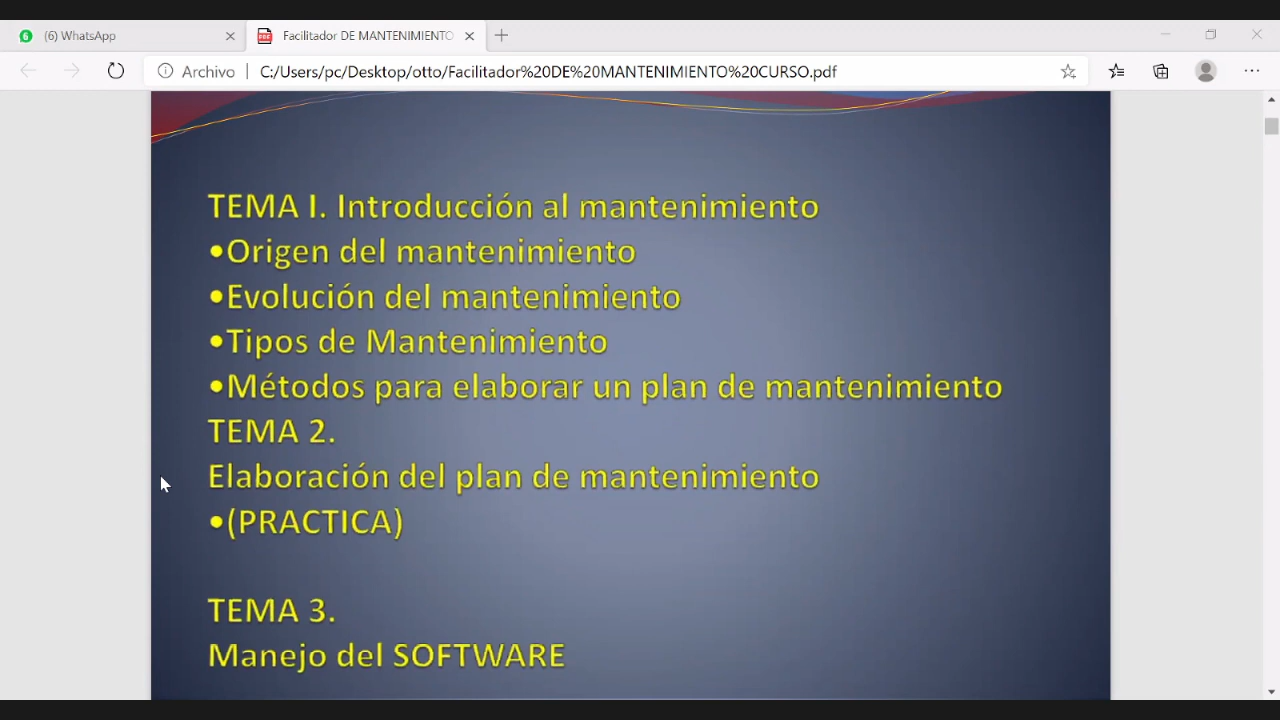 6 (6) WhatsApp
PDF Facilitador DE MANTENIMIENTO
Archivo C:/Users/pc/Desktop/otto/Facilitador%20DE%20MANTENIMIENTO%20CURSO.pdf
TEMA I. Introducción al mantenimiento
•Origen del mantenimiento
•Evolución del mantenimiento
•Tipos de Mantenimiento
•Métodos para elaborar un plan de mantenimiento
TEMA 2.
Elaboración del plan de mantenimiento
•(PRACTICA)
TEMA 3.
Manejo del SOFTWARE